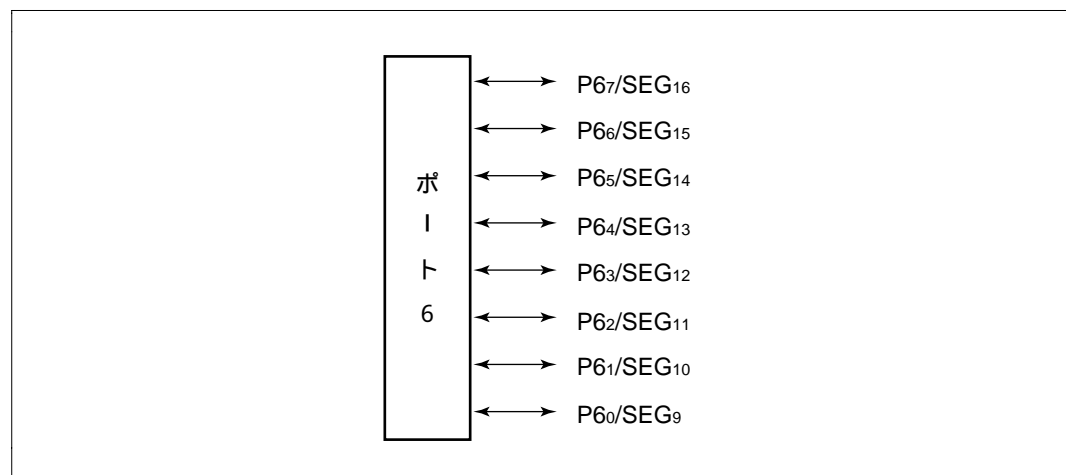 ポート6
P6₇/SEG₁₆
P6₆/SEG₁₅
P6₅/SEG₁₄
P6₄/SEG₁₃
P6₃/SEG₁₂
P6₂/SEG₁₁
P6₁/SEG₁₀
P6₀/SEG₉